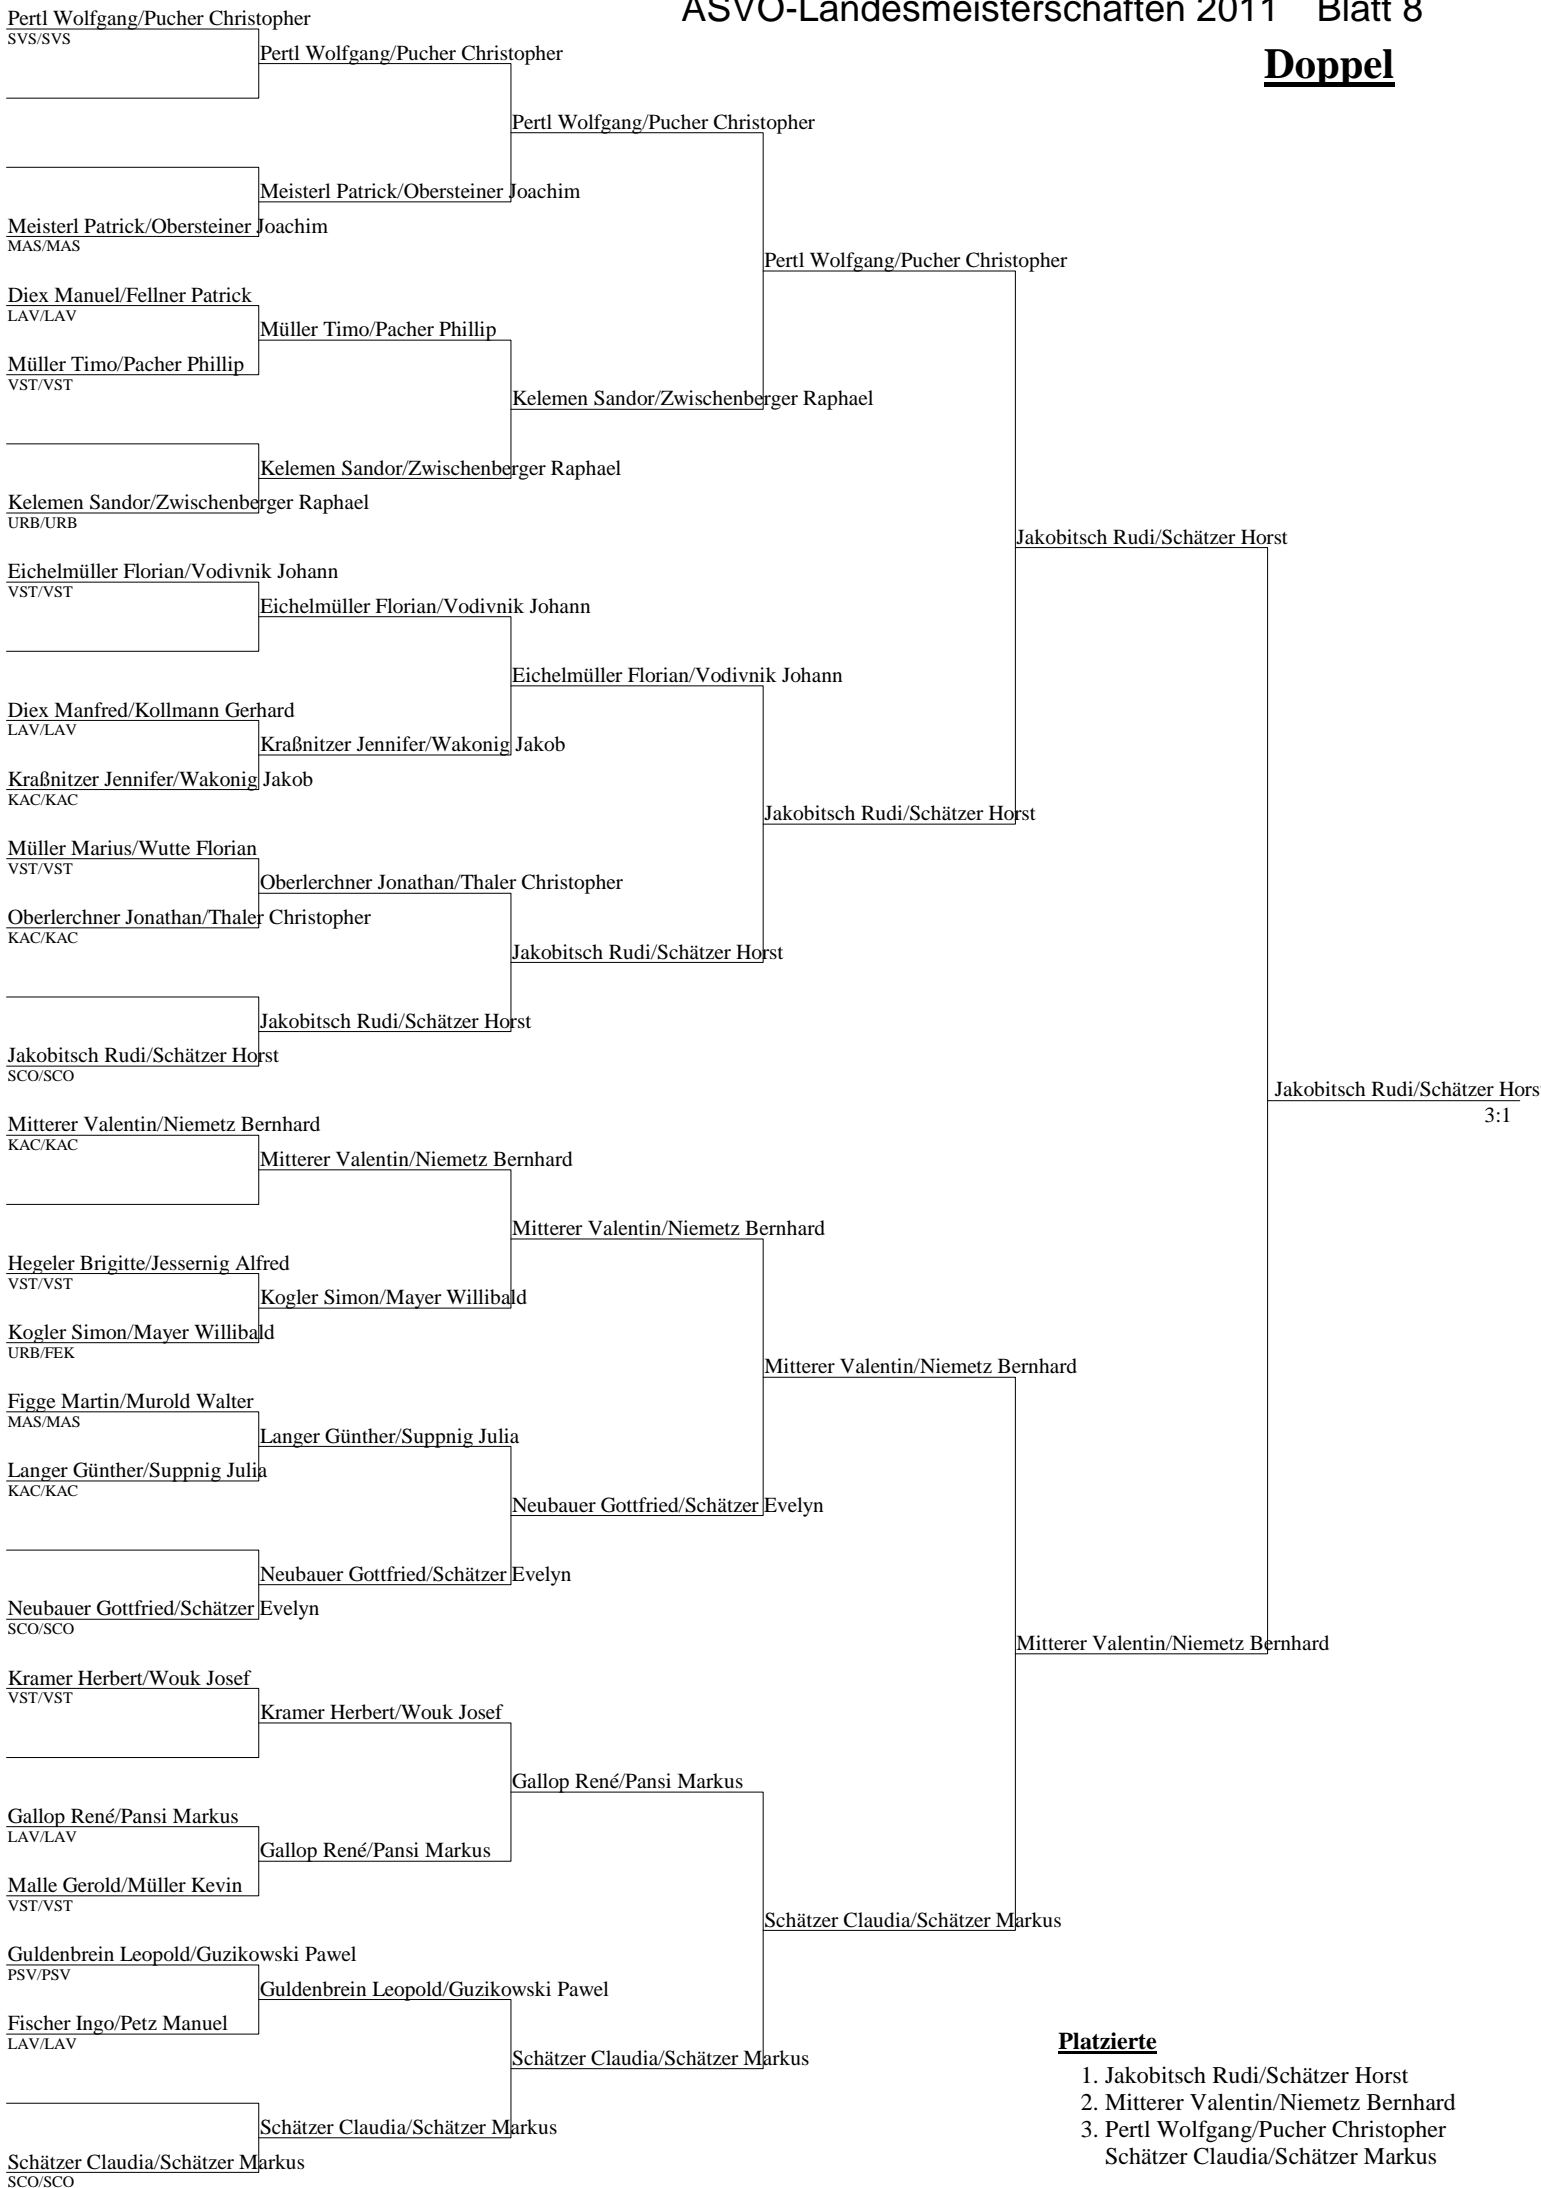 ASVO-Landesmeisterschaften 2011 Blatt 8
Doppel
Pertl Wolfgang/Pucher Christopher
SVS/SVS
Meisterl Patrick/Obersteiner Joachim
MAS/MAS
Diex Manuel/Fellner Patrick
LAV/LAV
Müller Timo/Pacher Phillip
VST/VST
Kelemen Sandor/Zwischenberger Raphael
URB/URB
Eichelmüller Florian/Vodivnik Johann
VST/VST
Diex Manfred/Kollmann Gerhard
LAV/LAV
Kraßnitzer Jennifer/Wakonig Jakob
KAC/KAC
Müller Marius/Wutte Florian
VST/VST
Oberlerchner Jonathan/Thaler Christopher
KAC/KAC
Jakobitsch Rudi/Schätzer Horst
SCO/SCO
Mitterer Valentin/Niemetz Bernhard
KAC/KAC
Hegeler Brigitte/Jessernig Alfred
VST/VST
Kogler Simon/Mayer Willibald
URB/FEK
Figge Martin/Murold Walter
MAS/MAS
Langer Günther/Suppnig Julia
KAC/KAC
Neubauer Gottfried/Schätzer Evelyn
SCO/SCO
Kramer Herbert/Wouk Josef
VST/VST
Gallop René/Pansi Markus
LAV/LAV
Malle Gerold/Müller Kevin
VST/VST
Guldenbrein Leopold/Guzikowski Pawel
PSV/PSV
Fischer Ingo/Petz Manuel
LAV/LAV
Schätzer Claudia/Schätzer Markus
SCO/SCO
Pertl Wolfgang/Pucher Christopher
Meisterl Patrick/Obersteiner Joachim
Müller Timo/Pacher Phillip
Kelemen Sandor/Zwischenberger Raphael
Eichelmüller Florian/Vodivnik Johann
Kraßnitzer Jennifer/Wakonig Jakob
Oberlerchner Jonathan/Thaler Christopher
Jakobitsch Rudi/Schätzer Horst
Mitterer Valentin/Niemetz Bernhard
Kogler Simon/Mayer Willibald
Langer Günther/Suppnig Julia
Neubauer Gottfried/Schätzer Evelyn
Kramer Herbert/Wouk Josef
Gallop René/Pansi Markus
Guldenbrein Leopold/Guzikowski Pawel
Schätzer Claudia/Schätzer Markus
Pertl Wolfgang/Pucher Christopher
Kelemen Sandor/Zwischenberger Raphael
Eichelmüller Florian/Vodivnik Johann
Jakobitsch Rudi/Schätzer Horst
Mitterer Valentin/Niemetz Bernhard
Neubauer Gottfried/Schätzer Evelyn
Gallop René/Pansi Markus
Schätzer Claudia/Schätzer Markus
Pertl Wolfgang/Pucher Christopher
Jakobitsch Rudi/Schätzer Horst
Mitterer Valentin/Niemetz Bernhard
Schätzer Claudia/Schätzer Markus
Jakobitsch Rudi/Schätzer Horst
Mitterer Valentin/Niemetz Bernhard
Jakobitsch Rudi/Schätzer Hors
3:1
Platzierte
1. Jakobitsch Rudi/Schätzer Horst
2. Mitterer Valentin/Niemetz Bernhard
3. Pertl Wolfgang/Pucher Christopher
Schätzer Claudia/Schätzer Markus